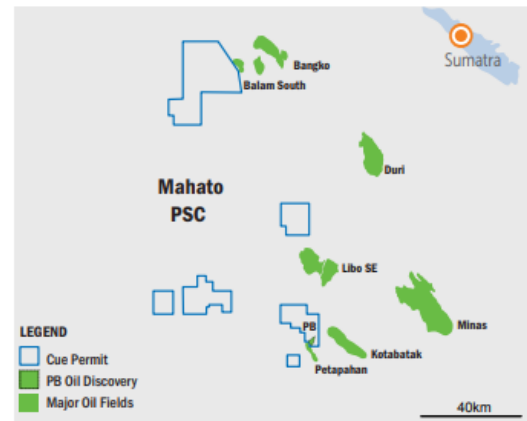 Sumatra
Bangko
Balam South
Duri
Mahato
PSC
Libo SE
Minas
PB
Kotabatak
Petapahan
LEGEND
Cue Permit
PB Oil Discovery
Major Oil Fields
40km